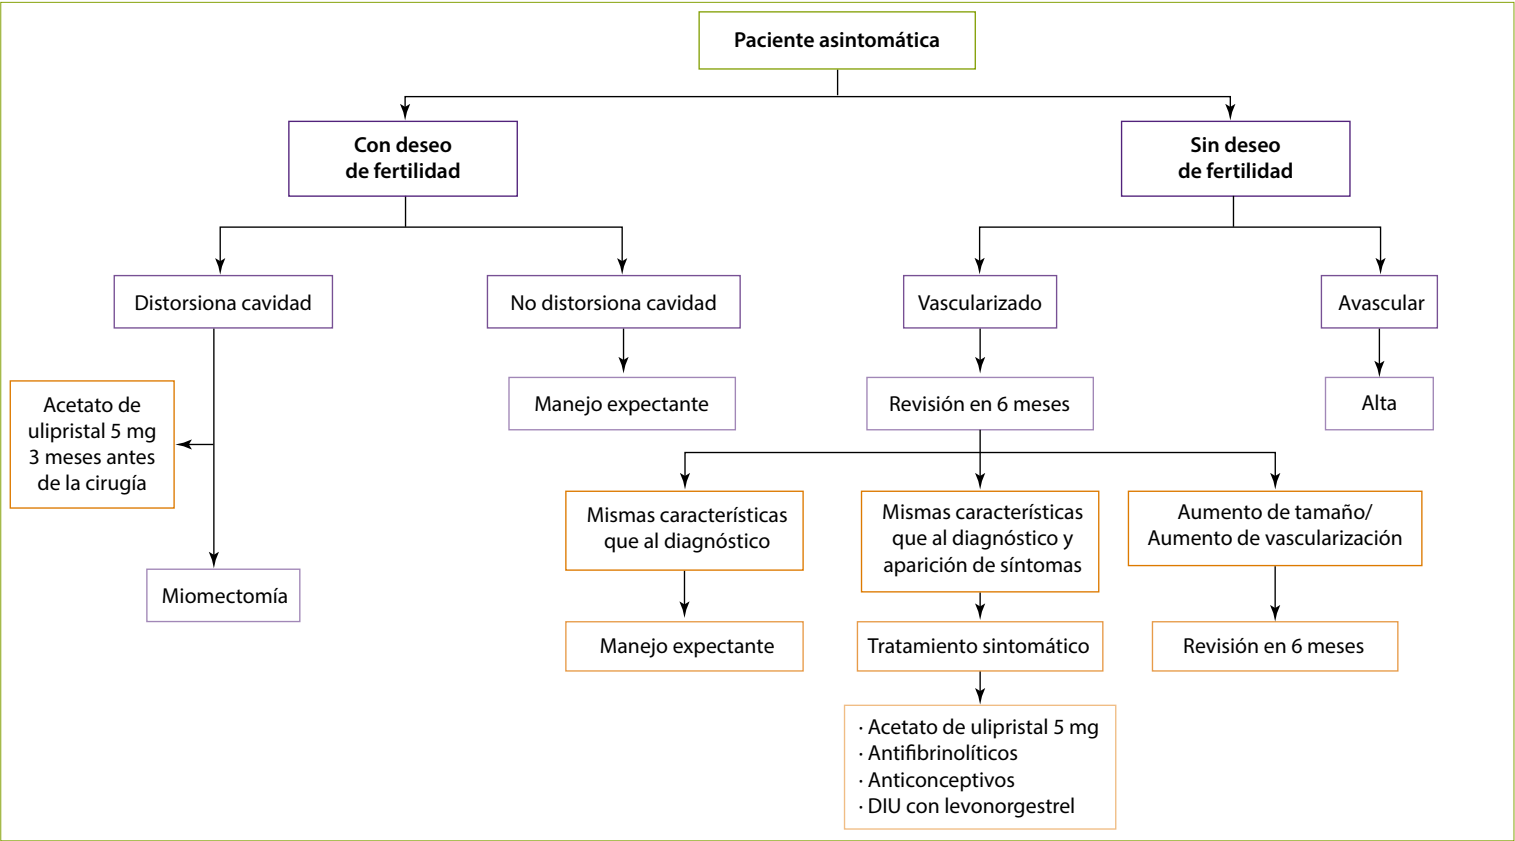 Paciente asintomática
Con deseo
de fertilidad
Sin deseo
de fertilidad
Distorsiona cavidad
No distorsiona cavidad
Vascularizado
Avascular
Acetato de
ulipristal 5 mg
3 meses antes
de la cirugía
Manejo expectante
Revisión en 6 meses
Alta
Miomectomía
Mismas características
que al diagnóstico
Mismas características
que al diagnóstico y
aparición de síntomas
Aumento de tamaño/
Aumento de vascularización
Manejo expectante
Tratamiento sintomático
Revisión en 6 meses
· Acetato de ulipristal 5 mg
· Antifibrinolíticos
· Anticonceptivos
· DIU con levonorgestrel